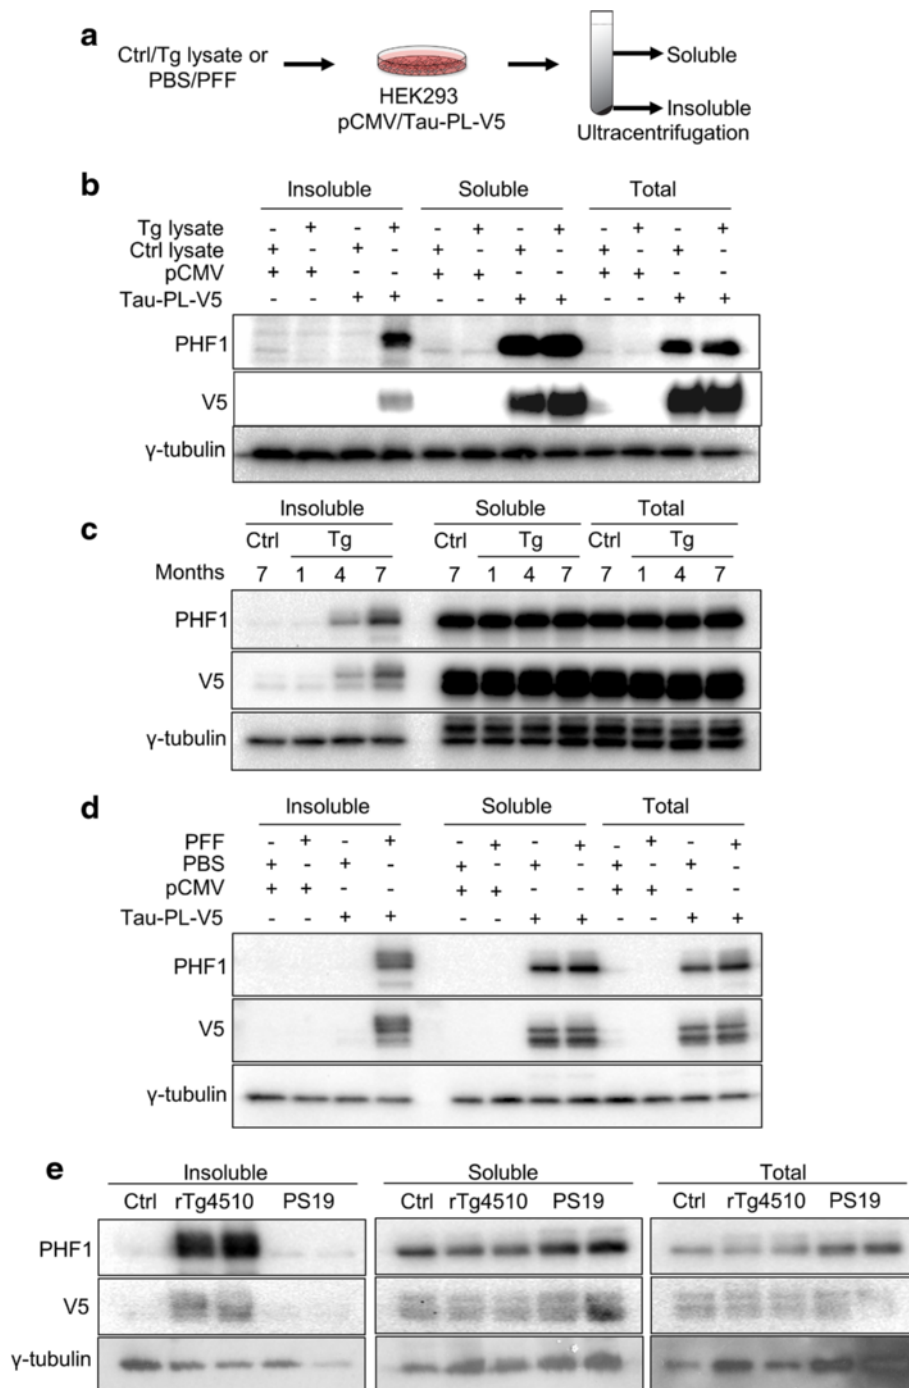 a
Ctrl/Tg lysate or
PBS/PFF
HEK293
pCMV/Tau-PL-V5
Soluble
Insoluble
Ultracentrifugation
b
Insoluble Soluble Total
Tg lysate - + - + - + - + - + - +
Ctrl lysate + - + - + - + - + - + -
pCMV + + - - + + - - + + - -
Tau-PL-V5 - - + + - - + + - - + +
PHF1
V5
γ-tubulin
c
Insoluble Soluble Total
Ctrl Tg Ctrl Tg Ctrl Tg
Months 7 1 4 7 7 1 4 7 7 1 4 7
PHF1
V5
γ-tubulin
d
Insoluble Soluble Total
PFF - + - + - + - + - + - +
PBS + - + - + - + - + - + -
pCMV + + - - + + - - + + - -
Tau-PL-V5 - - + + - - + + - - + +
PHF1
V5
γ-tubulin
e
Insoluble Soluble Total
Ctrl rTg4510 PS19 Ctrl rTg4510 PS19 Ctrl rTg4510 PS19
PHF1
V5
γ-tubulin